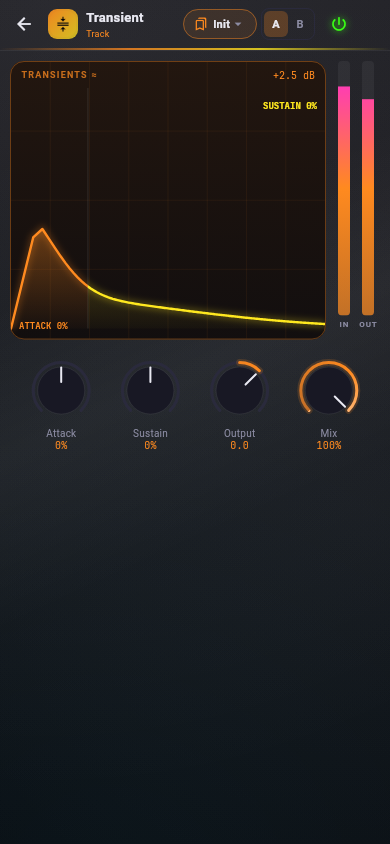 Transient
Track
Init
A
B
TRANSIENTS ≈
+2.5 dB
SUSTAIN 0%
ATTACK 0%
IN
OUT
Attack
Sustain
Output
Mix
0%
0%
0.0
100%